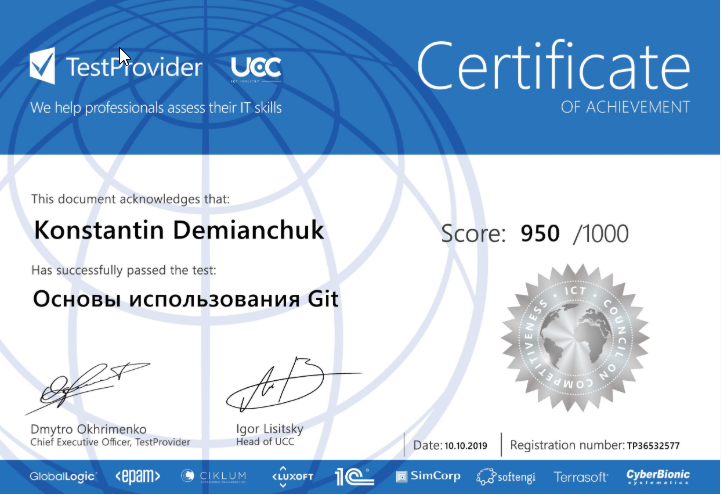 TestProvider
UCC
Certificate
We help professionals assess their IT skills
OF ACHIEVEMENT
This document acknowledges that:
Konstantin Demianchuk
Score: 950 /1000
Has successfully passed the test:
Основы использования Git
ICT • COUNCIL ON COMPETITIVENESS •
Dmytro Okhrimenko
Chief Executive Officer, TestProvider
Igor Lisitsky
Head of UCC
Date: 10.10.2019
Registration number: TP36532577
GlobalLogic
<epam>
CIKLUM
<LUXOFT
1C
SimCorp
softengi
Terrasoft
CyberBionic
systematics